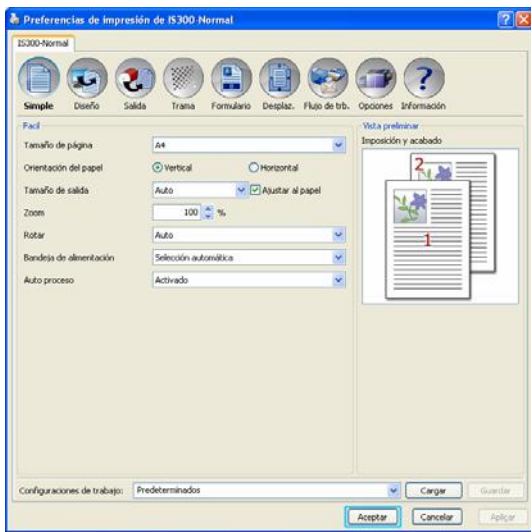 Preferencias de impresión de IS300-Normal
IS300-Normal
Simple Diseño Salida Trama Formulario Desplaz. Flujo de trb. Opciones Información
Facil
Tamaño de página A4
Orientación del papel Vertical Horizontal
Tamaño de salida Auto Ajustar al papel
Zoom 100 %
Rotar Auto
Bandeja de alimentación Selección automática
Auto proceso Activado
Vista preliminar
Imposición y acabado
2
1
Configuraciones de trabajo: Predeterminados Cargar Guardar
Aceptar Cancelar Aplicar